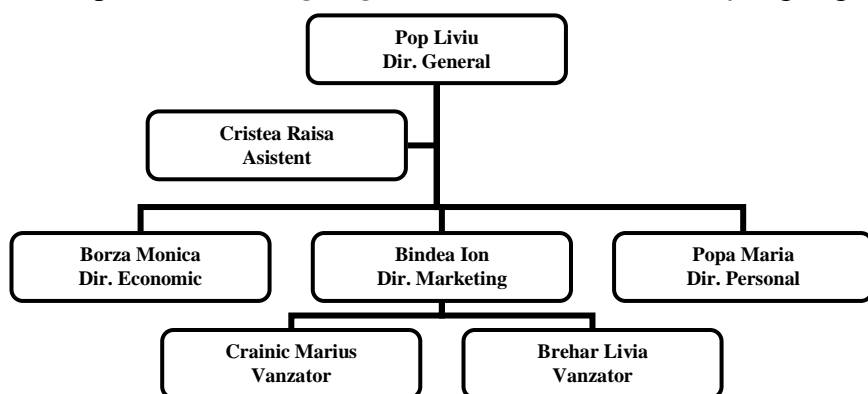 Pop Liviu
Dir. General
Cristea Raisa
Asistent
Borza Monica
Dir. Economic
Bindea Ion
Dir. Marketing
Popa Maria
Dir. Personal
Crainic Marius
Vanzator
Brehar Livia
Vanzator